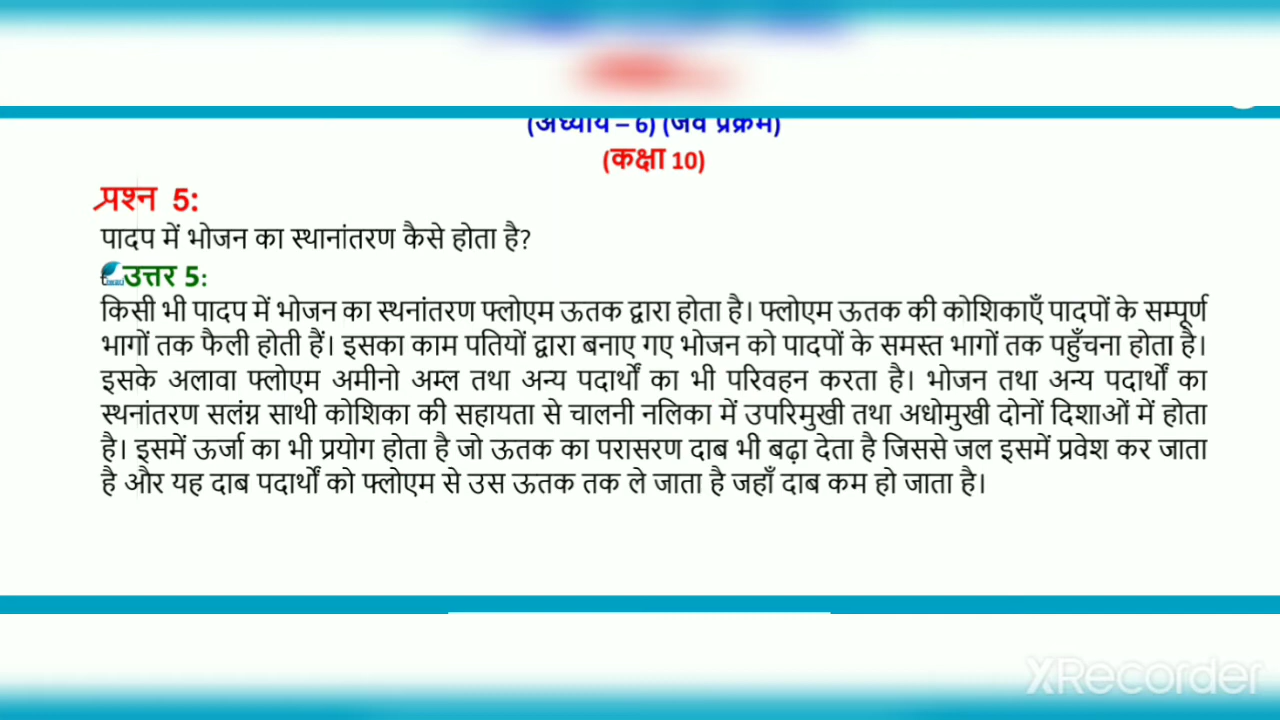 (अध्याय – 6) (जैव प्रक्रम)
(कक्षा 10)
प्रश्न 5:
पादप में भोजन का स्थानांतरण कैसे होता है?
उत्तर 5:
किसी भी पादप में भोजन का स्थनांतरण फ्लोएम ऊतक द्वारा होता है। फ्लोएम ऊतक की कोशिकाएँ पादपों के सम्पूर्ण
भागों तक फैली होती हैं। इसका काम पतियों द्वारा बनाए गए भोजन को पादपों के समस्त भागों तक पहुँचना होता है।
इसके अलावा फ्लोएम अमीनो अम्ल तथा अन्य पदार्थों का भी परिवहन करता है। भोजन तथा अन्य पदार्थों का
स्थनांतरण सलंग्न साथी कोशिका की सहायता से चालनी नलिका में उपरिमुखी तथा अधोमुखी दोनों दिशाओं में होता
है। इसमें ऊर्जा का भी प्रयोग होता है जो ऊतक का परासरण दाब भी बढ़ा देता है जिससे जल इसमें प्रवेश कर जाता
है और यह दाब पदार्थों को फ्लोएम से उस ऊतक तक ले जाता है जहाँ दाब कम हो जाता है।
XRecorder